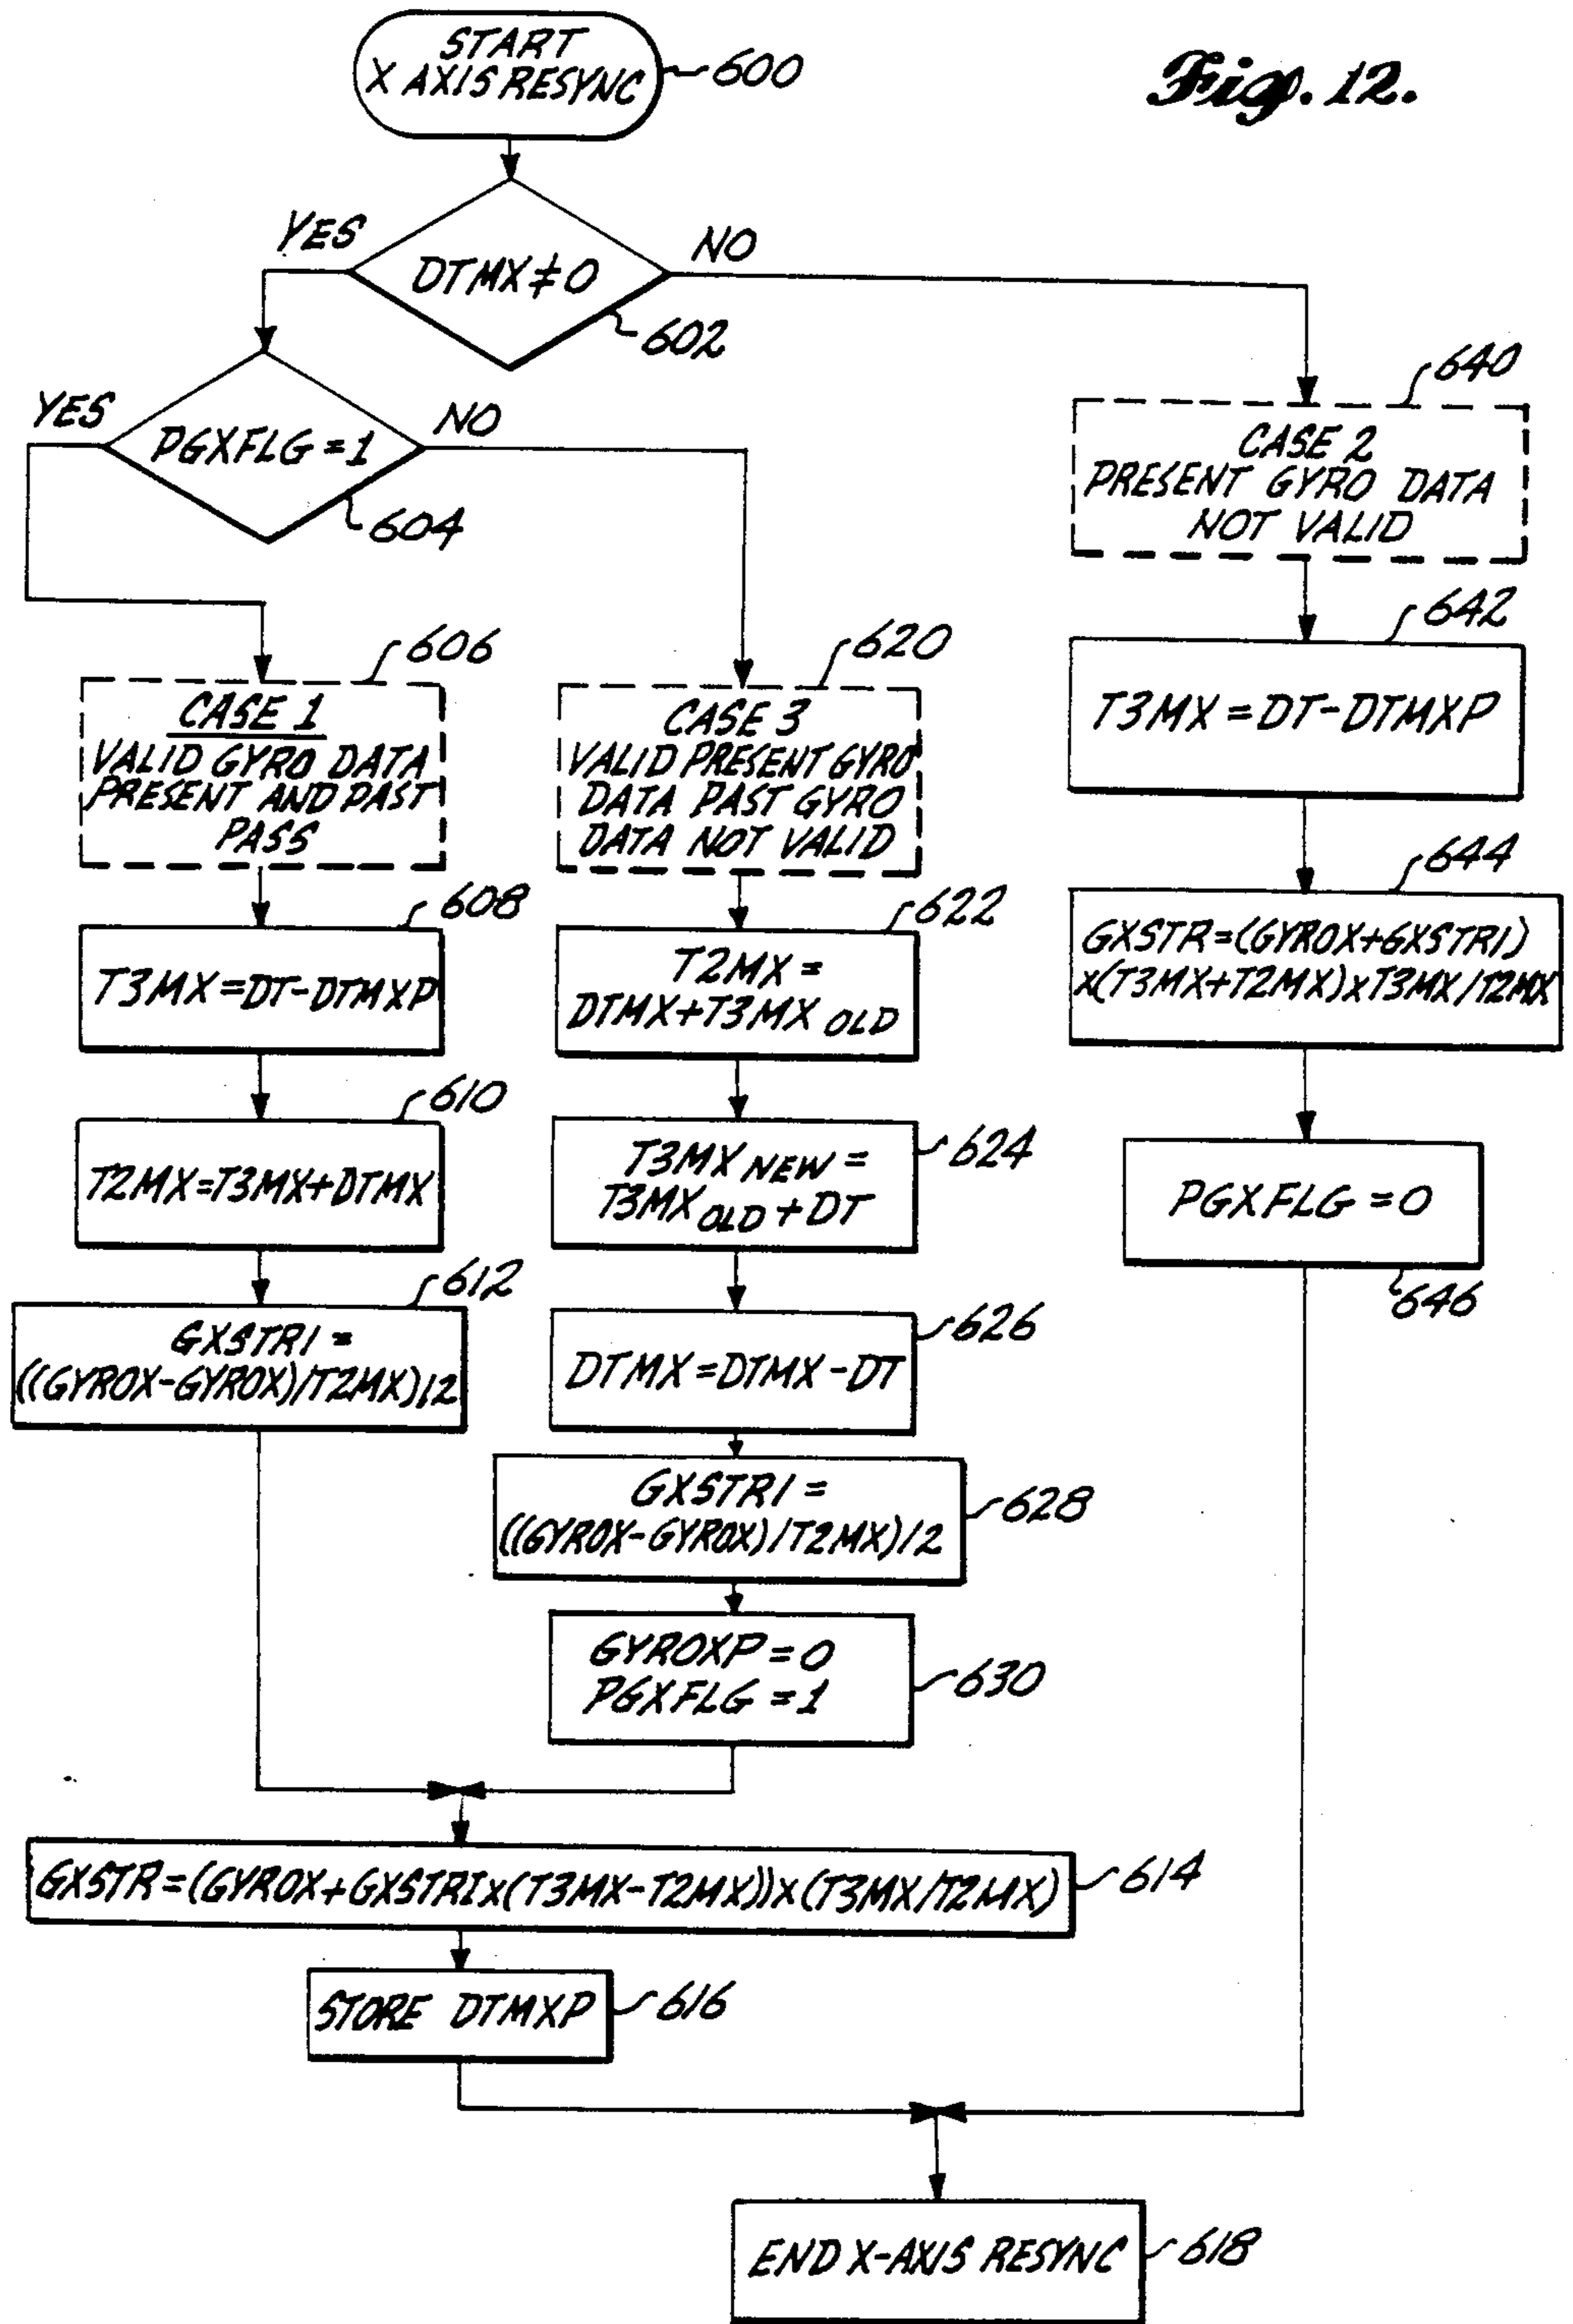 Fig. 12.
START
X AXIS RESYNC
600
YES
DTMX≠0
NO
602
YES
PGXFLG=1
NO
604
640
CASE 2
PRESENT GYRO DATA
NOT VALID
606
CASE 1
VALID GYRO DATA
PRESENT AND PAST
PASS
620
CASE 3
VALID PRESENT GYRO
DATA PAST GYRO
DATA NOT VALID
642
T3MX=DT-DTMXP
608
T3MX=DT-DTMXP
622
T2MX=
DTMX+T3MX OLD
644
GXSTR=(GYROX+GXSTRI)
x(T3MX+T2MX)xT3MX/T2MX
610
T2MX=T3MX+DTMX
624
T3MX NEW=
T3MX OLD+DT
PGXFLG=0
646
612
GXSTRI=
((GYROX-GYROX)/T2MX)/2
626
DTMX=DTMX-DT
GXSTRI=
((GYROX-GYROX)/T2MX)/2
628
GYROXP=0
PGXFLG=1
630
GXSTR=(GYROX+GXSTRIx(T3MX-T2MX))x(T3MX/T2MX)
614
STORE DTMXP
616
END X-AXIS RESYNC
618